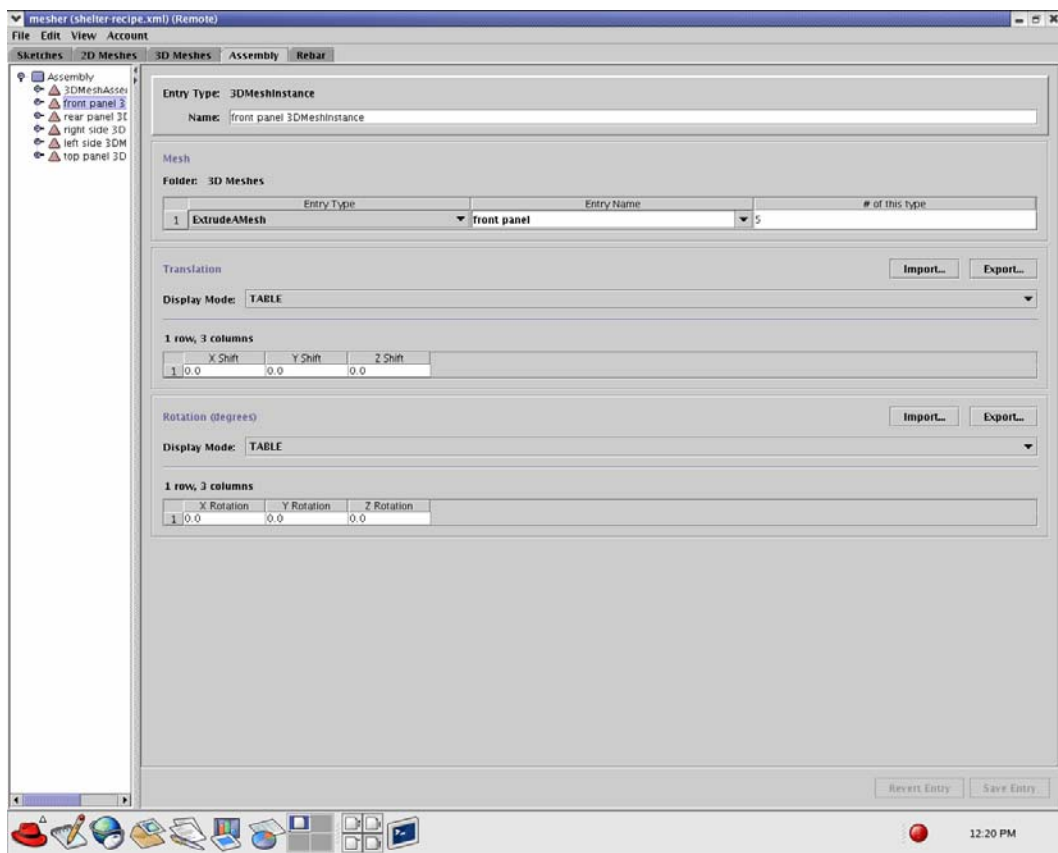 mesher (shelter-recipe.xml) (Remote)
File Edit View Account
Sketches 2D Meshes 3D Meshes Assembly Rebar
Assembly
3DMeshAsse
front panel 3
rear panel 3D
right side 3D
left side 3DM
top panel 3D
Entry Type: 3DMeshInstance
Name: front panel 3DMeshInstance
Mesh
Folder: 3D Meshes
Entry Type Entry Name # of this type
1 ExtrudeAMesh front panel 5
Translation Import... Export...
Display Mode: TABLE
1 row, 3 columns
X Shift Y Shift Z Shift
1 0.0 0.0 0.0
Rotation (degrees) Import... Export...
Display Mode: TABLE
1 row, 3 columns
X Rotation Y Rotation Z Rotation
1 0.0 0.0 0.0
Revert Entry Save Entry
12:20 PM